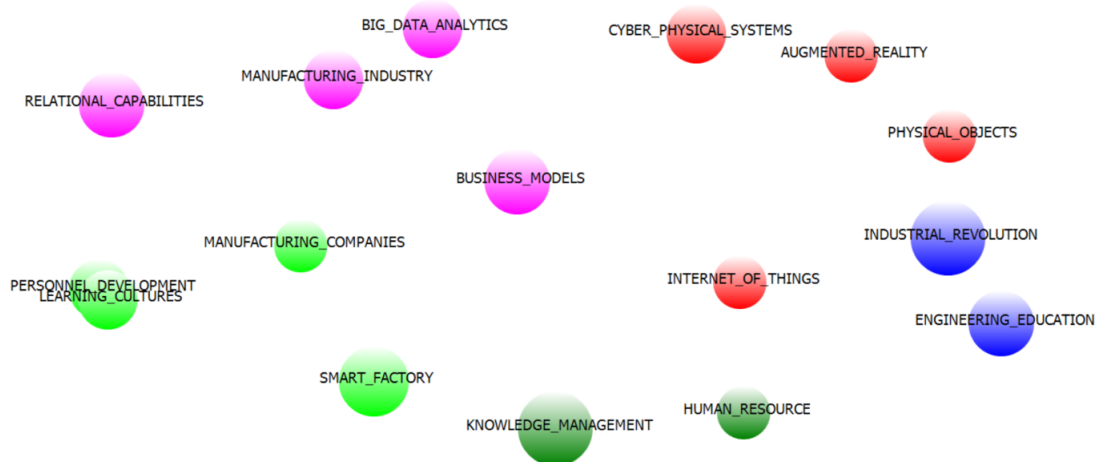 BIG_DATA_ANALYTICS
CYBER_PHYSICAL_SYSTEMS
AUGMENTED_REALITY
MANUFACTURING_INDUSTRY
RELATIONAL_CAPABILITIES
PHYSICAL_OBJECTS
BUSINESS_MODELS
INDUSTRIAL_REVOLUTION
MANUFACTURING_COMPANIES
INTERNET_OF_THINGS
PERSONNEL_DEVELOPMENT
LEARNING_CULTURES
ENGINEERING_EDUCATION
SMART_FACTORY
HUMAN_RESOURCE
KNOWLEDGE_MANAGEMENT